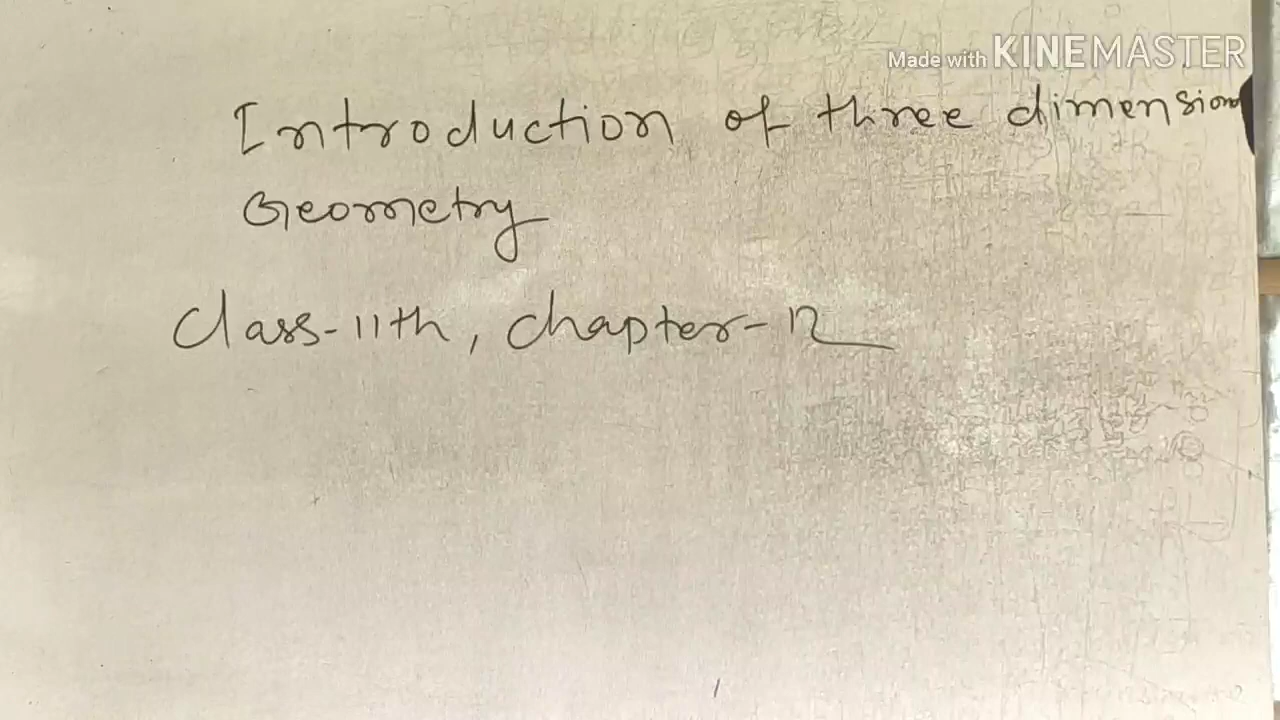 Made with KINEMASTER
Introduction of three dimension
Geometry
Class-11th, chapter-12